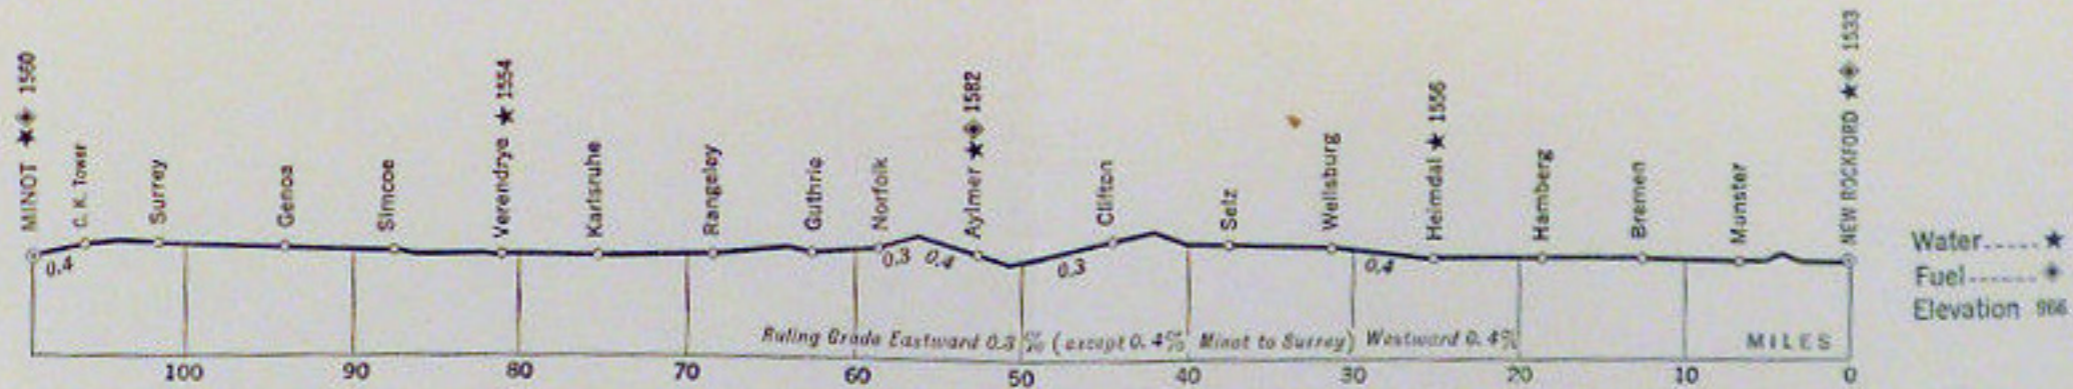 MINOT ★◈ 1560
C. K. Tower
Surrey
Genoa
Simcoe
Verendrye ★ 1554
Karlsruhe
Rangeley
Guthrie
Norfolk
Aylmer ★◈ 1582
Clifton
Selz
Wellsburg
Heimdal ★ 1556
Hamberg
Bremen
Munster
NEW ROCKFORD ★◈ 1533
0.4
0.3
0.4
0.3
0.4
Water.....★
Fuel......◈
Elevation 966
Ruling Grade Eastward 0.3% (except 0.4% Minot to Surrey) Westward 0.4%
MILES
100 90 80 70 60 50 40 30 20 10 0